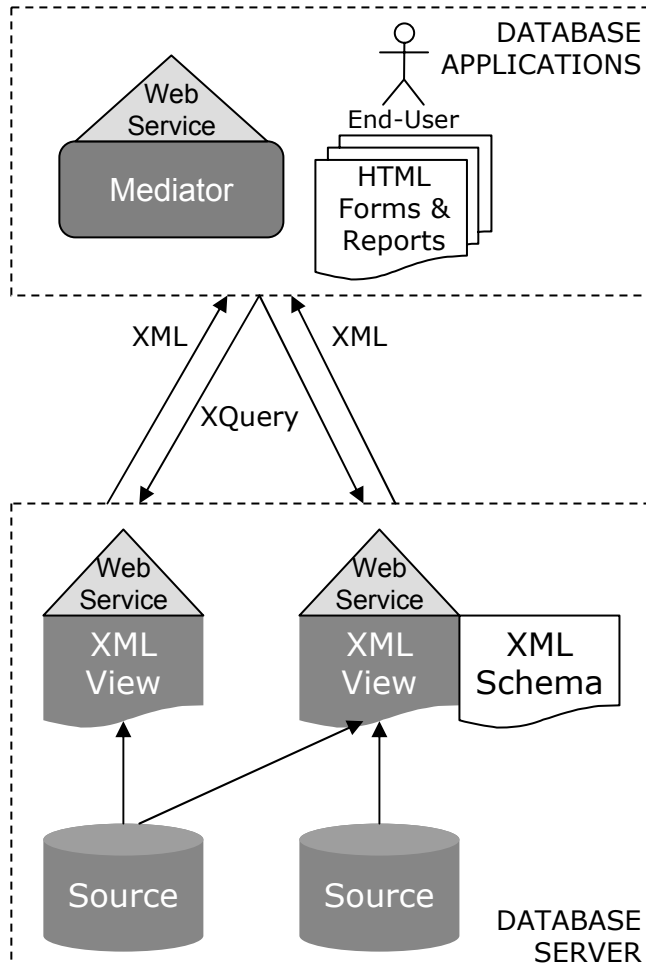 DATABASE
APPLICATIONS
Web
Service
Mediator
End-User
HTML
Forms &
Reports
XML
XML
XQuery
Web
Service
XML
View
Web
Service
XML
View
XML
Schema
Source
Source
DATABASE
SERVER